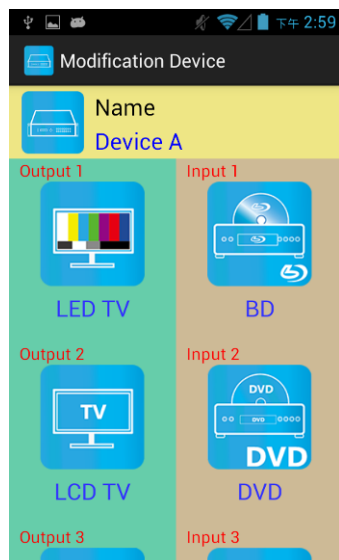 下午 2:59
Modification Device
Name
Device A
Output 1
Input 1
LED TV
BD
Output 2
Input 2
TV
DVD
DVD
LCD TV
DVD
Output 3
Input 3